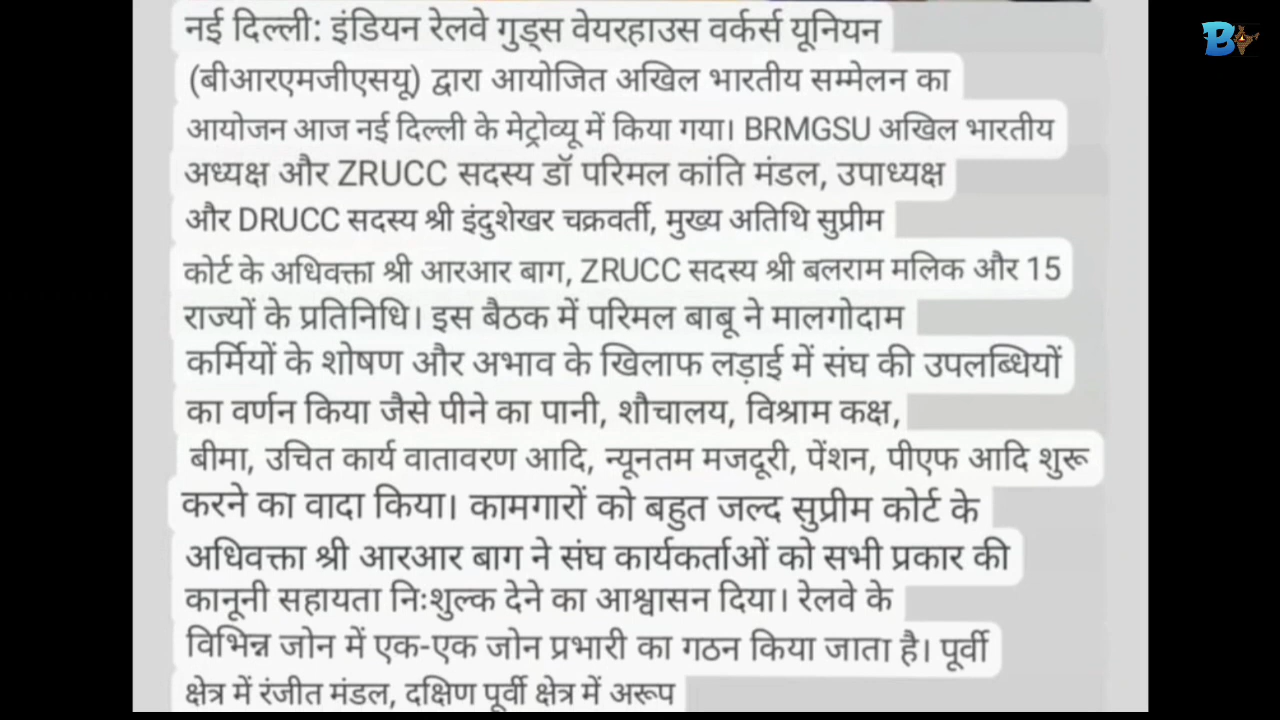 नई दिल्ली: इंडियन रेलवे गुड्स वेयरहाउस वर्कर्स यूनियन
(बीआरएमजीएसयू) द्वारा आयोजित अखिल भारतीय सम्मेलन का
आयोजन आज नई दिल्ली के मेट्रोव्यू में किया गया। BRMGSU अखिल भारतीय
अध्यक्ष और ZRUCC सदस्य डॉ परिमल कांति मंडल, उपाध्यक्ष
और DRUCC सदस्य श्री इंदुशेखर चक्रवर्ती, मुख्य अतिथि सुप्रीम
कोर्ट के अधिवक्ता श्री आरआर बाग, ZRUCC सदस्य श्री बलराम मलिक और 15
राज्यों के प्रतिनिधि। इस बैठक में परिमल बाबू ने मालगोदाम
कर्मियों के शोषण और अभाव के खिलाफ लड़ाई में संघ की उपलब्धियों
का वर्णन किया जैसे पीने का पानी, शौचालय, विश्राम कक्ष,
बीमा, उचित कार्य वातावरण आदि, न्यूनतम मजदूरी, पेंशन, पीएफ आदि शुरू
करने का वादा किया। कामगारों को बहुत जल्द सुप्रीम कोर्ट के
अधिवक्ता श्री आरआर बाग ने संघ कार्यकर्ताओं को सभी प्रकार की
कानूनी सहायता निःशुल्क देने का आश्वासन दिया। रेलवे के
विभिन्न जोन में एक-एक जोन प्रभारी का गठन किया जाता है। पूर्वी
क्षेत्र में रंजीत मंडल, दक्षिण पूर्वी क्षेत्र में अरूप
B